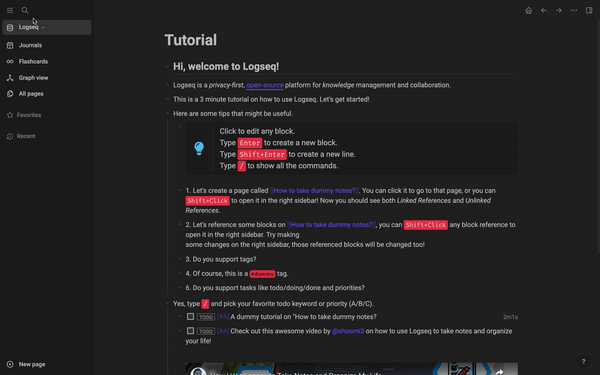 Logseq
Journals
Flashcards
Graph view
All pages
Favorites
Recent
New page
Tutorial
Hi, welcome to Logseq!
Logseq is a privacy-first, open-source platform for knowledge management and collaboration.
This is a 3 minute tutorial on how to use Logseq. Let's get started!
Here are some tips that might be useful.
Click to edit any block.
Type Enter to create a new block.
Type Shift+Enter to create a new line.
Type / to show all the commands.
1. Let's create a page called [[How to take dummy notes?]]. You can click it to go to that page, or you can
Shift+Click to open it in the right sidebar! Now you should see both Linked References and Unlinked
References.
2. Let's reference some blocks on [[How to take dummy notes?]], you can Shift+Click any block reference to
open it in the right sidebar. Try making
some changes on the right sidebar, those referenced blocks will be changed too!
3. Do you support tags?
4. Of course, this is a #dummy tag.
6. Do you support tasks like todo/doing/done and priorities?
Yes, type / and pick your favorite todo keyword or priority (A/B/C).
TODO [#A] A dummy tutorial on "How to take dummy notes?
2m1s
TODO [#A] Check out this awesome video by @shuomi3 on how to use Logseq to take notes and organize
your life!
How I Use Logseq to Take Notes and Organize My Life